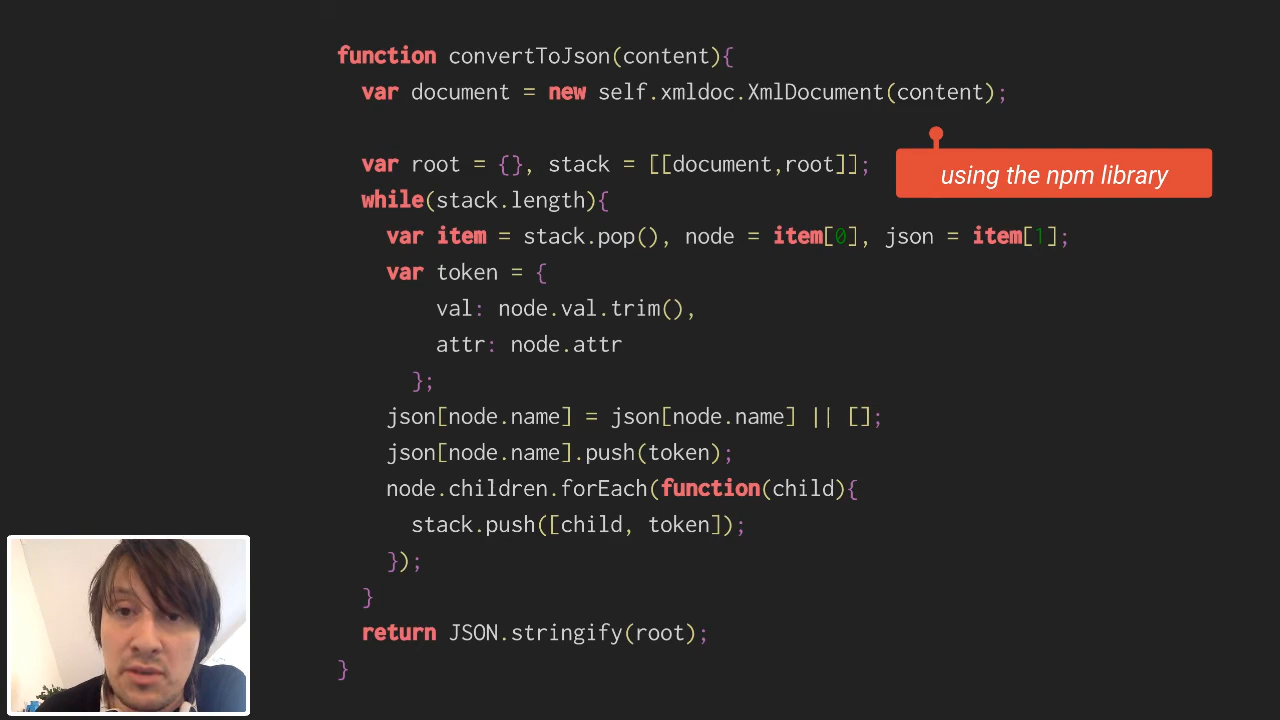 function convertToJson(content){
var document = new self.xmldoc.XmlDocument(content);
var root = {}, stack = [[document,root]];
using the npm library
while(stack.length){
var item = stack.pop(), node = item[0], json = item[1];
var token = {
val: node.val.trim(),
attr: node.attr
};
json[node.name] = json[node.name] || [];
json[node.name].push(token);
node.children.forEach(function(child){
stack.push([child, token]);
});
}
return JSON.stringify(root);
}